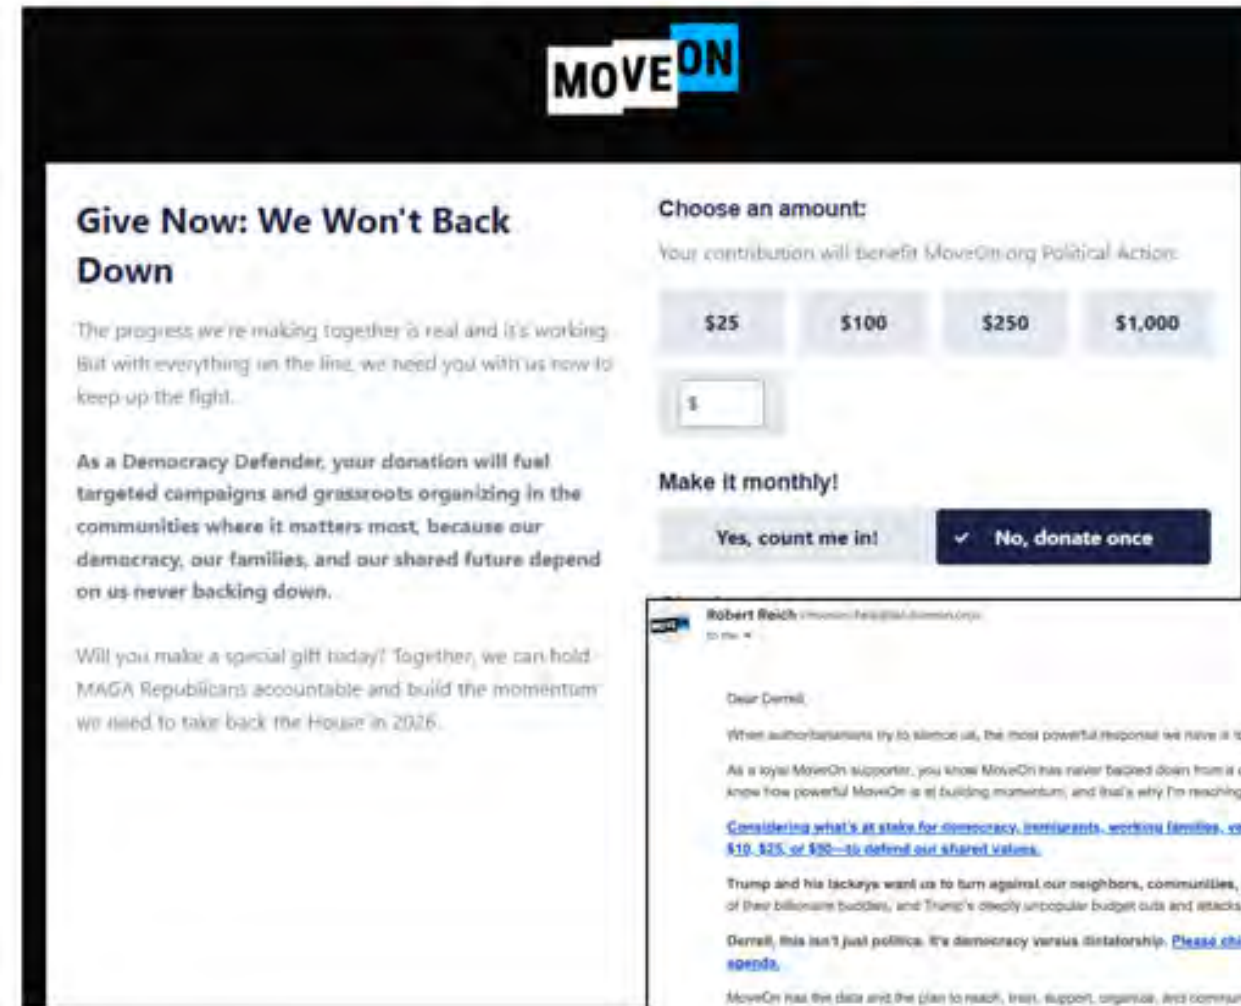 MOVEON
Give Now: We Won't Back
Down
The progress we're making together is real and it's working.
But with everything on the line, we need you with us now to
keep up the fight.
As a Democracy Defender, your donation will fuel
targeted campaigns and grassroots organizing in the
communities where it matters most, because our
democracy, our families, and our shared future depend
on us never backing down.
Will you make a special gift today? Together, we can hold
MAGA Republicans accountable and build the momentum
we need to take back the House in 2026.
Choose an amount:
Your contribution will benefit MoveOn.org Political Action.
$25 $100 $250 $1,000
$
Make it monthly!
Yes, count me in! ✓ No, donate once
MOVEON
Robert Reich
to me
Dear Derrell,
When authoritarians try to silence us, the most powerful response we have is
As a loyal MoveOn supporter, you know MoveOn has never backed down from a
know how powerful MoveOn is at building momentum, and that's why I'm reaching
Considering what's at stake for democracy, immigrants, working families,
$10, $25, or $50—to defend our shared values.
Trump and his lackeys want us to turn against our neighbors, communities,
of their billionaire buddies, and Trump's deeply unpopular budget cuts and attacks
Derrell, this isn't just politics. It's democracy versus dictatorship. Please
agenda.
MoveOn has the data and the plan to reach, train, support, organize, and